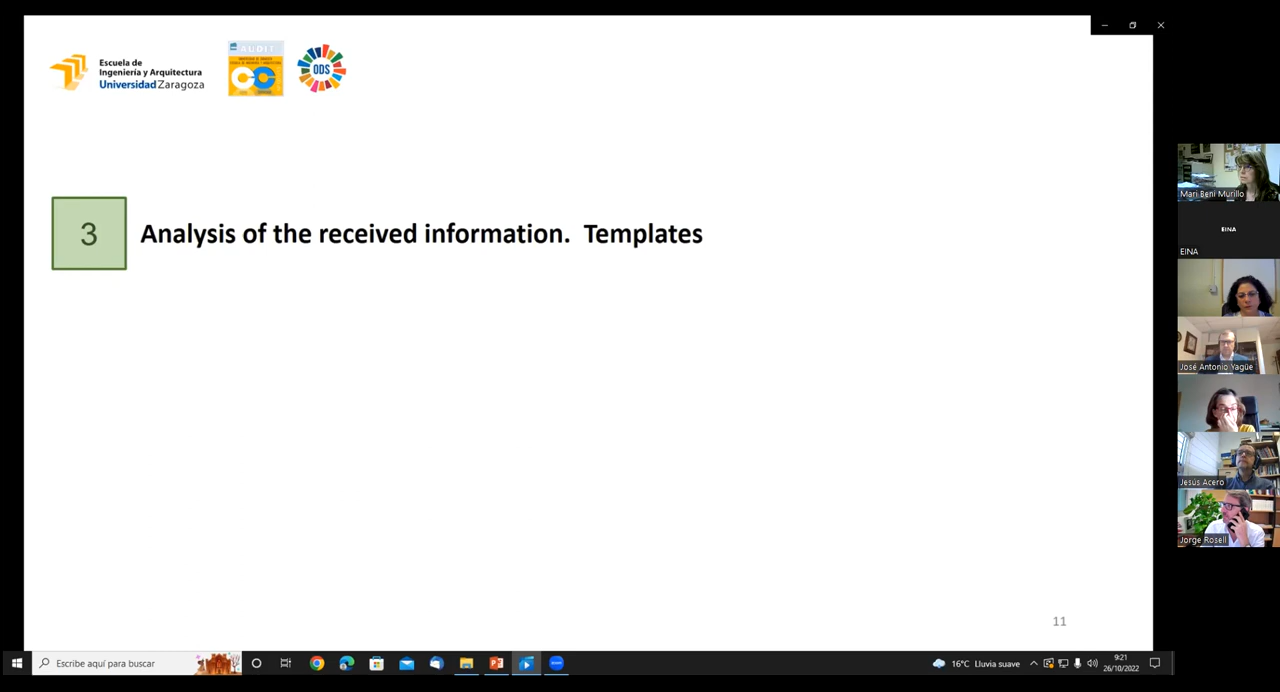 Escuela de
Ingeniería y Arquitectura
Universidad Zaragoza
AUDIT
ODS
3
Analysis of the received information.  Templates
11
Mari Beni Murillo
EINA
EINA
José Antonio Yagüe
Jesús Acero
Jorge Rosell
Escribe aquí para buscar
16°C Lluvia suave
9:21
26/10/2022